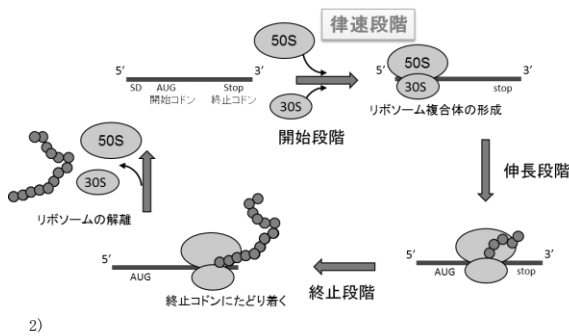 50S
律速段階
5’ 3’
SD AUG Stop
開始コドン 終止コドン
30S
開始段階
5’ 50S 3’
30S stop
リボソーム複合体の形成
伸長段階
50S
30S
リボソームの解離
5’ 3’
AUG stop
終止段階
5’ 3’
AUG
終止コドンにたどり着く
2)